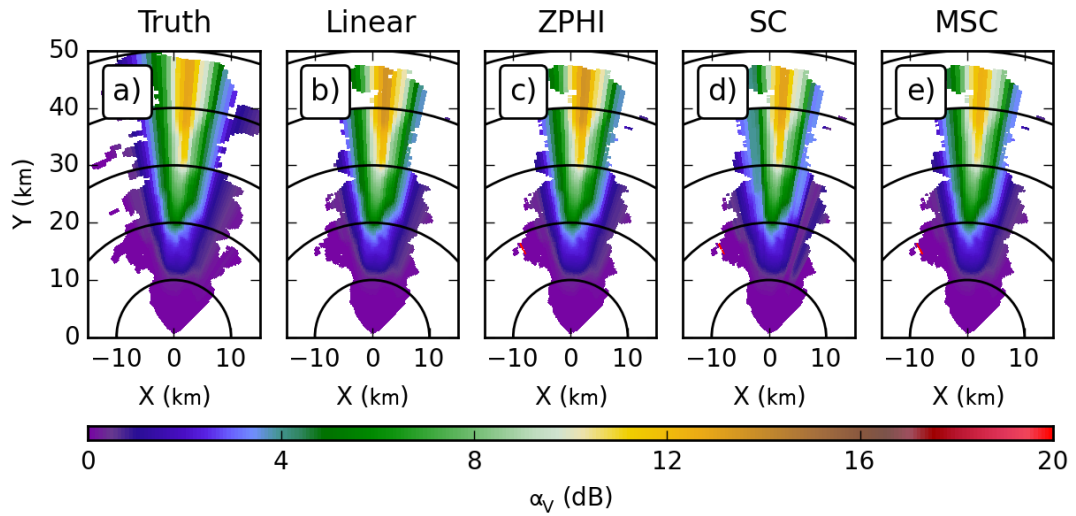 Truth Linear ZPHI SC MSC
a) b) c) d) e)
50
40
30
20
10
0
Y (km)
−10 0 10 −10 0 10 −10 0 10 −10 0 10 −10 0 10
X (km) X (km) X (km) X (km) X (km)
0 4 8 12 16 20
αV (dB)